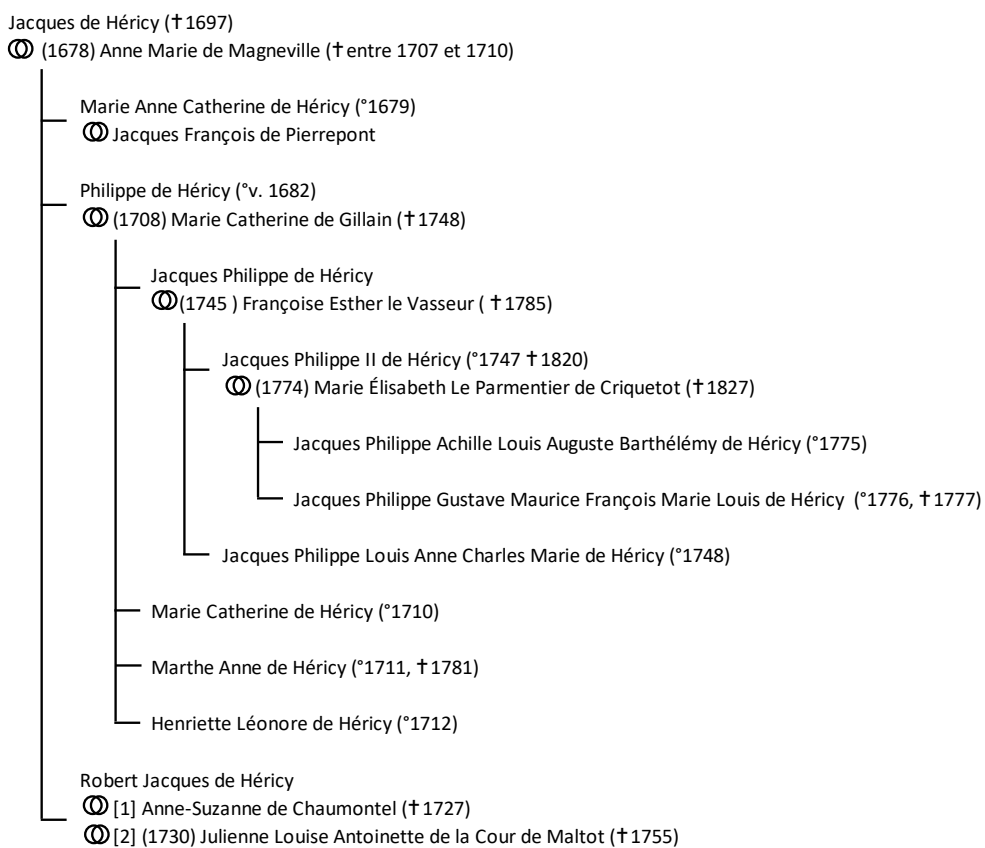 Jacques de Héricy (✝1697)
(1678) Anne Marie de Magneville (✝entre 1707 et 1710)
Marie Anne Catherine de Héricy (°1679)
Jacques François de Pierrepont
Philippe de Héricy (°v. 1682)
(1708) Marie Catherine de Gillain (✝1748)
Jacques Philippe de Héricy
(1745 ) Françoise Esther le Vasseur ( ✝1785)
Jacques Philippe II de Héricy (°1747 ✝1820)
(1774) Marie Élisabeth Le Parmentier de Criquetot (✝1827)
Jacques Philippe Achille Louis Auguste Barthélémy de Héricy (°1775)
Jacques Philippe Gustave Maurice François Marie Louis de Héricy (°1776, ✝1777)
Jacques Philippe Louis Anne Charles Marie de Héricy (°1748)
Marie Catherine de Héricy (°1710)
Marthe Anne de Héricy (°1711, ✝1781)
Henriette Léonore de Héricy (°1712)
Robert Jacques de Héricy
[1] Anne-Suzanne de Chaumontel (✝1727)
[2] (1730) Julienne Louise Antoinette de la Cour de Maltot (✝1755)